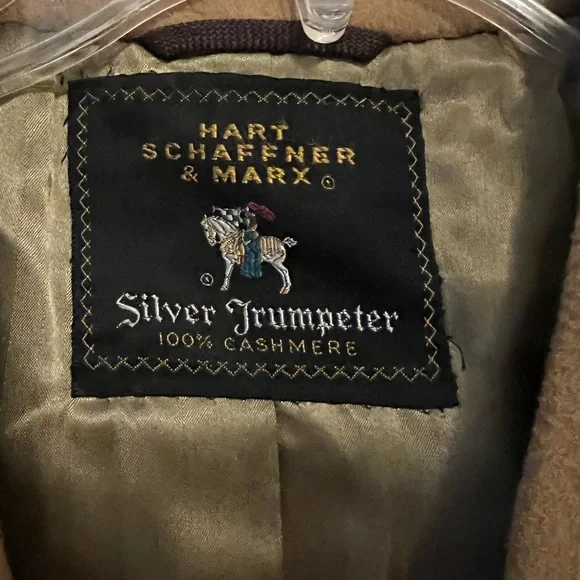 HART
SCHAFFNER
& MARX ®
®
Silver Trumpeter
100% CASHMERE